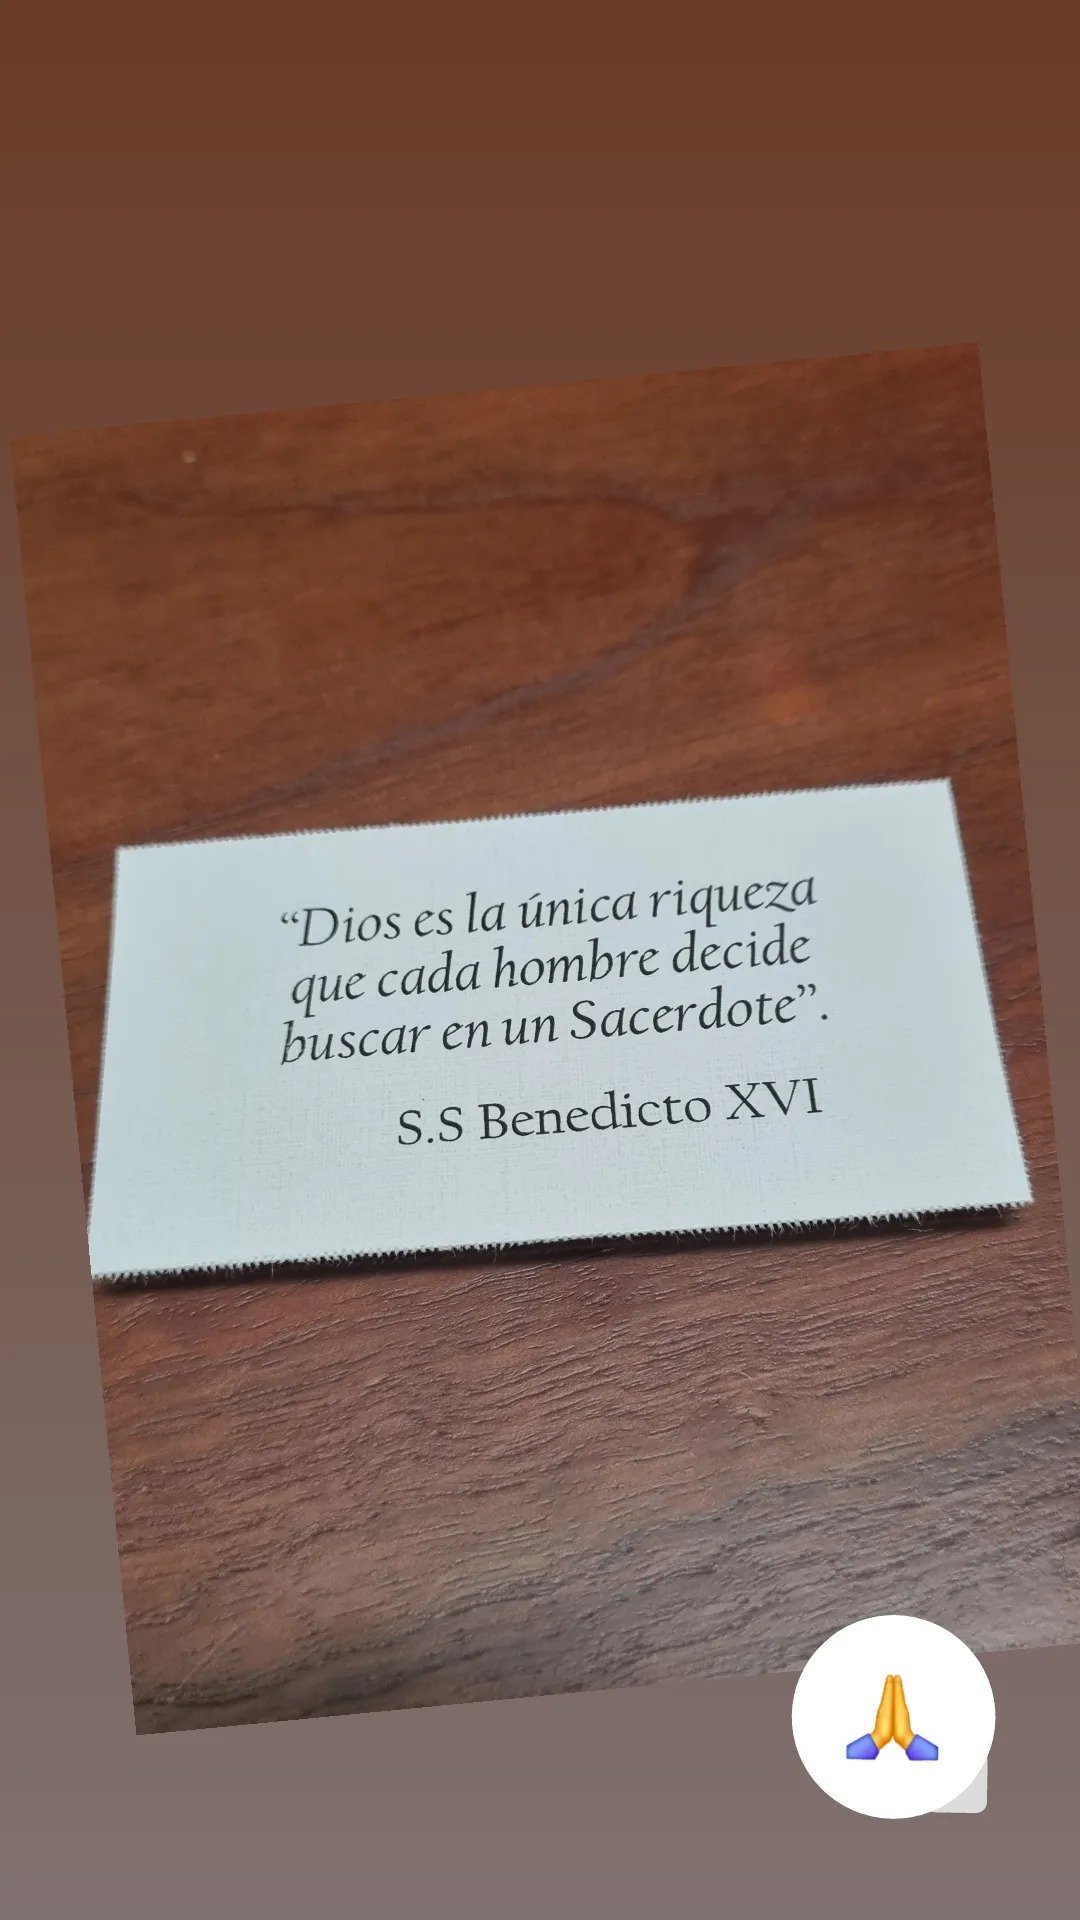 “Dios es la única riqueza
que cada hombre decide
buscar en un Sacerdote”.
S.S Benedicto XVI